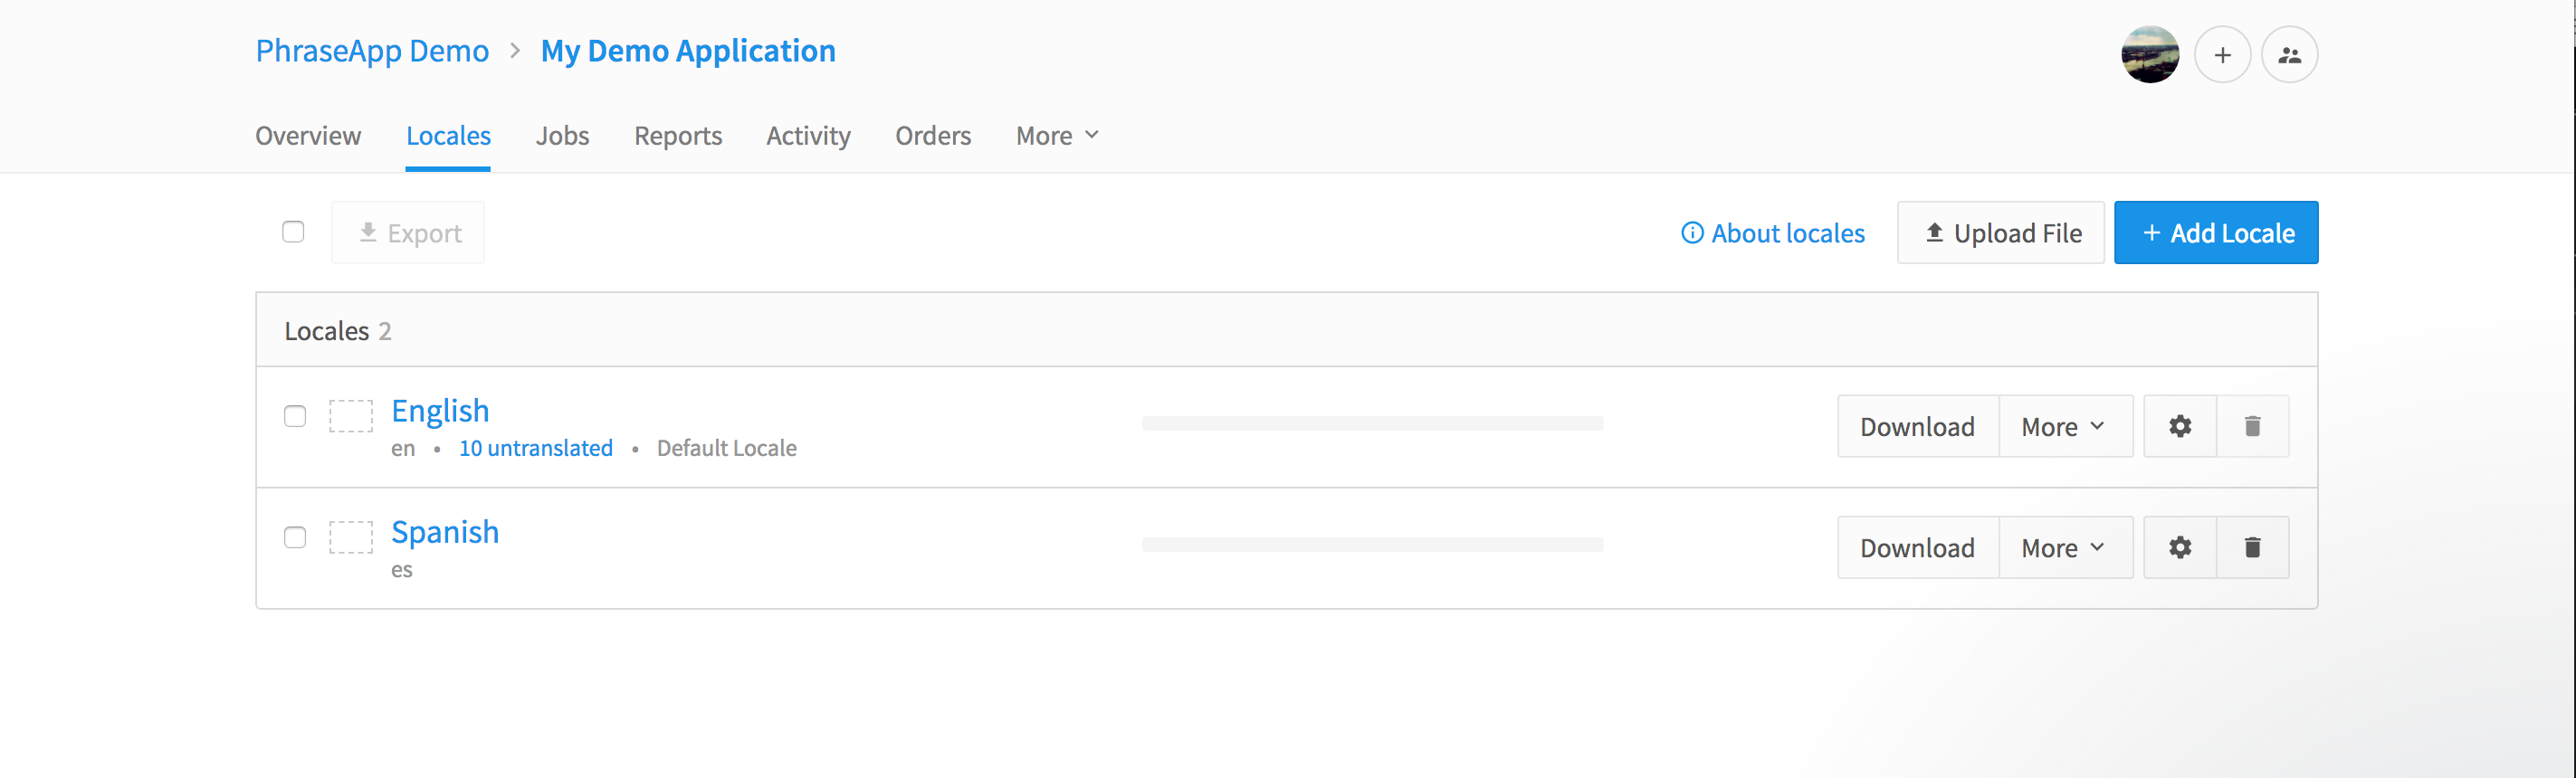 PhraseApp Demo > My Demo Application
Overview Locales Jobs Reports Activity Orders More
Export About locales Upload File + Add Locale
Locales 2
English
en • 10 untranslated • Default Locale
Download More
Spanish
es
Download More